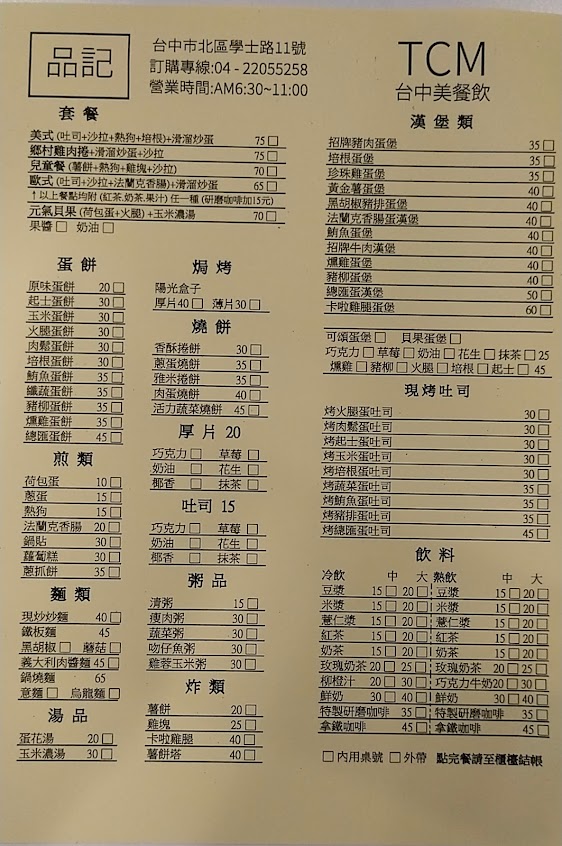 品記
台中市北區學士路11號
訂購專線:04 - 22055258
營業時間:AM6:30~11:00
TCM
台中美餐飲
套餐
美式 (吐司+沙拉+熱狗+培根)+滑溜炒蛋 75
鄉村雞肉捲+滑溜炒蛋+沙拉 75
兒童餐 (薯餅+熱狗+雞塊+沙拉) 70
歐式 (吐司+沙拉+法蘭克香腸)+滑溜炒蛋 65
↑以上餐點均附 (紅茶.奶茶.果汁) 任一種 (研磨咖啡加15元)
元氣貝果 (荷包蛋+火腿) +玉米濃湯 70
果醬 奶油
蛋餅
原味蛋餅 20
起士蛋餅 30
玉米蛋餅 30
火腿蛋餅 30
肉鬆蛋餅 30
培根蛋餅 30
鮪魚蛋餅 35
纖蔬蛋餅 35
豬柳蛋餅 35
燻雞蛋餅 35
總匯蛋餅 45
煎類
荷包蛋 10
蔥蛋 15
熱狗 15
法蘭克香腸 20
鍋貼 30
蘿蔔糕 30
蔥抓餅 35
麵類
現炒炒麵 40
鐵板麵 45
黑胡椒 蘑菇
義大利肉醬麵 45
鍋燒麵 65
意麵 烏龍麵
湯品
蛋花湯 20
玉米濃湯 30
焗烤
陽光盒子
厚片40 薄片30
燒餅
香酥捲餅 30
蔥蛋燒餅 35
雅米捲餅 35
肉蛋燒餅 40
活力蔬菜燒餅 45
厚片 20
巧克力 草莓
奶油 花生
椰香 抹茶
吐司 15
巧克力 草莓
奶油 花生
椰香 抹茶
粥品
清粥 15
瘦肉粥 30
蔬菜粥 30
吻仔魚粥 30
雞蓉玉米粥 30
炸類
薯餅 20
雞塊 25
卡啦雞腿 40
薯餅塔 40
漢堡類
招牌豬肉蛋堡 35
培根蛋堡 35
珍珠雞蛋堡 35
黃金薯蛋堡 40
黑胡椒豬排蛋堡 40
法蘭克香腸蛋漢堡 40
鮪魚蛋堡 40
招牌牛肉漢堡 40
燻雞蛋堡 40
豬柳蛋堡 40
總匯蛋漢堡 50
卡啦雞腿蛋堡 60
可頌蛋堡 貝果蛋堡
巧克力 草莓 奶油 花生 抹茶 25
燻雞 豬柳 火腿 培根 起士 45
現烤吐司
烤火腿蛋吐司 30
烤肉鬆蛋吐司 30
烤起士蛋吐司 30
烤玉米蛋吐司 30
烤培根蛋吐司 30
烤蔬菜蛋吐司 35
烤鮪魚蛋吐司 35
烤豬排蛋吐司 35
烤總匯蛋吐司 45
飲料
冷飲 中 大 熱飲 中 大
豆漿 15 20 豆漿 15 20
米漿 15 20 米漿 15 20
薏仁漿 15 20 薏仁漿 15 20
紅茶 15 20 紅茶 15 20
奶茶 15 20 奶茶 15 20
玫瑰奶茶 20 25 玫瑰奶茶 20 25
柳橙汁 20 30 巧克力牛奶 20 30
鮮奶 30 40 鮮奶 30 40
特製研磨咖啡 35 特製研磨咖啡 35
拿鐵咖啡 45 拿鐵咖啡 45
內用桌號 外帶 點完餐請至櫃檯結帳